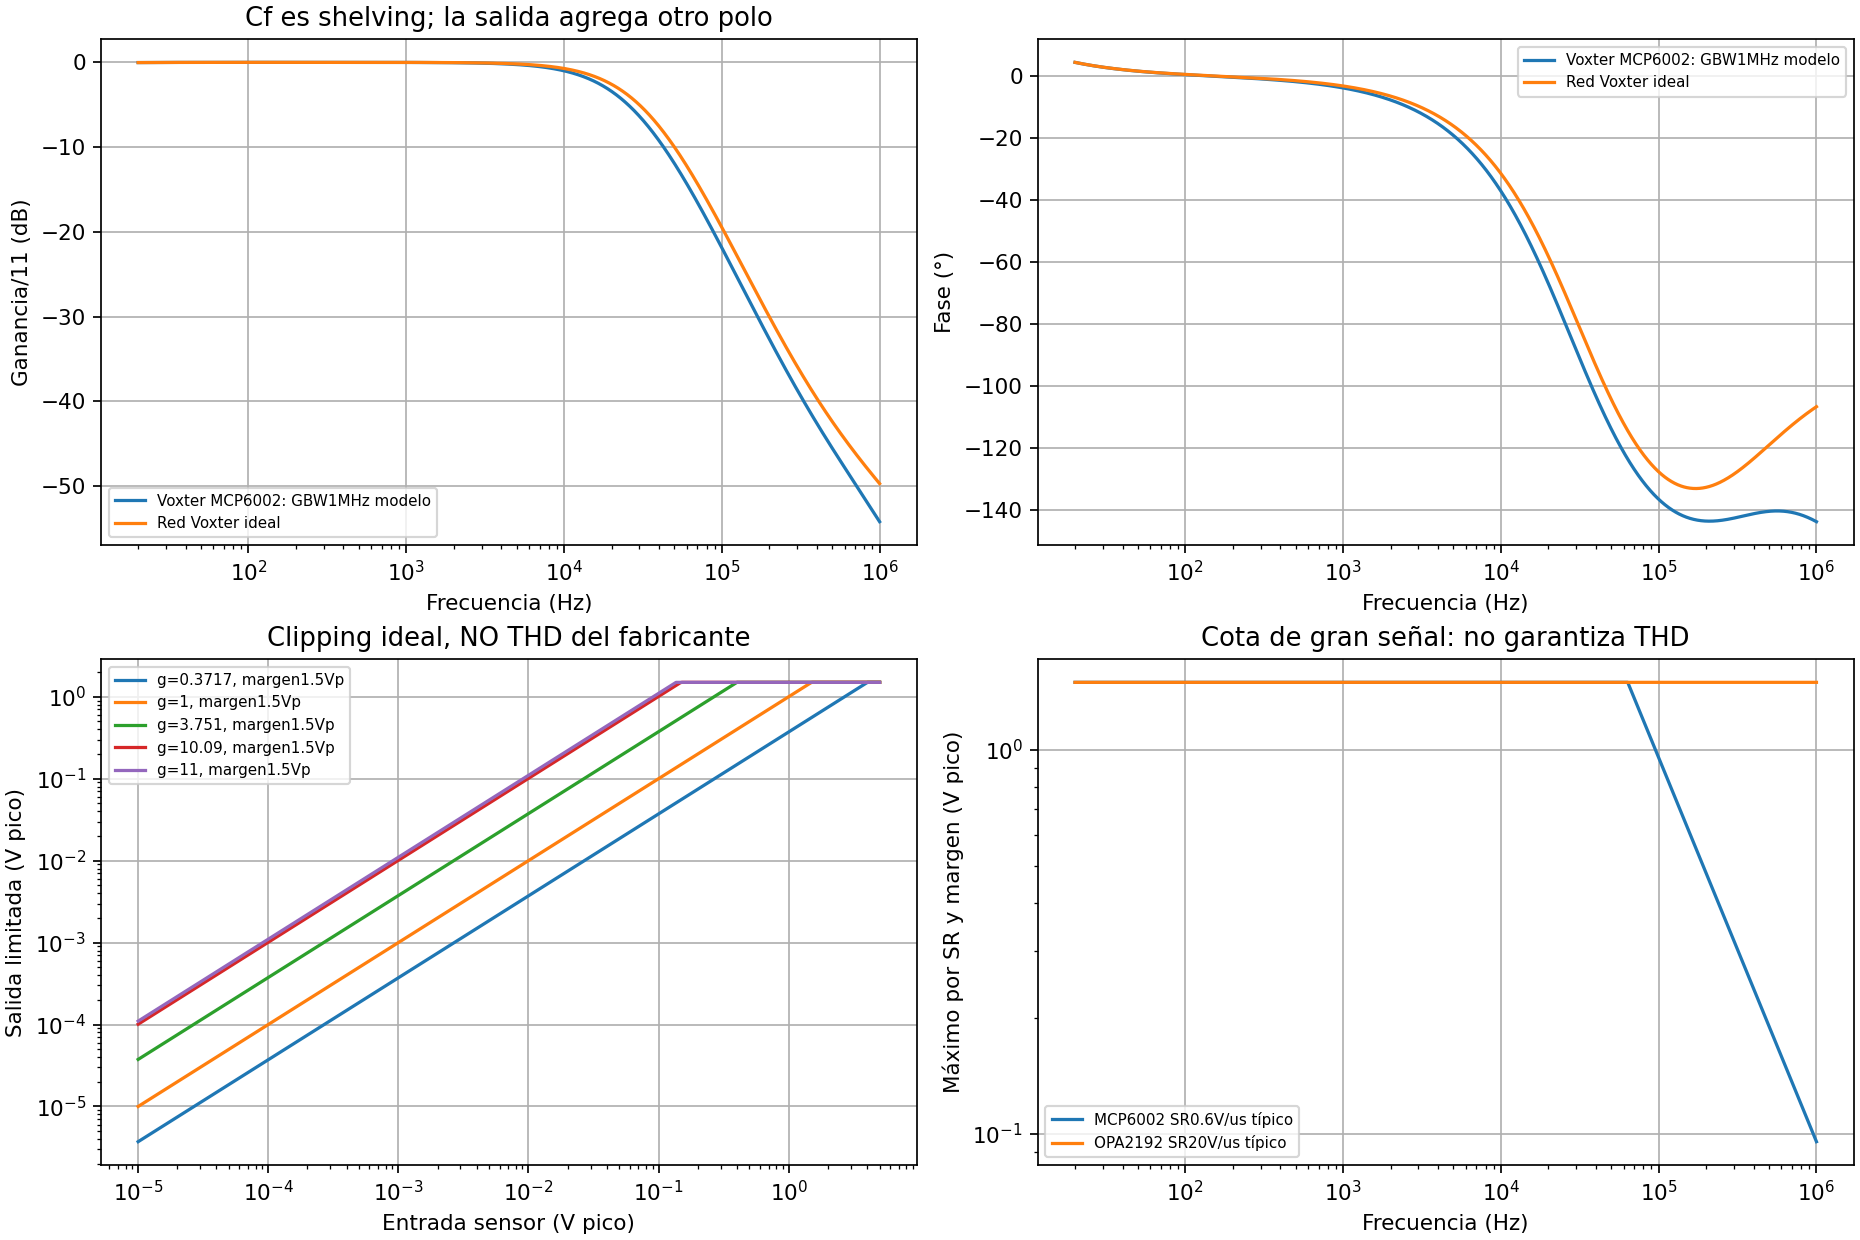 Cf es shelving; la salida agrega otro polo
Ganancia/11 (dB)
0
−10
−20
−30
−40
−50
Voxter MCP6002: GBW1MHz modelo
Red Voxter ideal
10²
10³
10⁴
10⁵
10⁶
Frecuencia (Hz)
Fase (°)
0
−20
−40
−60
−80
−100
−120
−140
Voxter MCP6002: GBW1MHz modelo
Red Voxter ideal
10²
10³
10⁴
10⁵
10⁶
Frecuencia (Hz)
Clipping ideal, NO THD del fabricante
Salida limitada (V pico)
10⁰
10⁻¹
10⁻²
10⁻³
10⁻⁴
10⁻⁵
g=0.3717, margen1.5Vp
g=1, margen1.5Vp
g=3.751, margen1.5Vp
g=10.09, margen1.5Vp
g=11, margen1.5Vp
10⁻⁵
10⁻⁴
10⁻³
10⁻²
10⁻¹
10⁰
Entrada sensor (V pico)
Cota de gran señal: no garantiza THD
Máximo por SR y margen (V pico)
10⁰
10⁻¹
MCP6002 SR0.6V/us típico
OPA2192 SR20V/us típico
10²
10³
10⁴
10⁵
10⁶
Frecuencia (Hz)